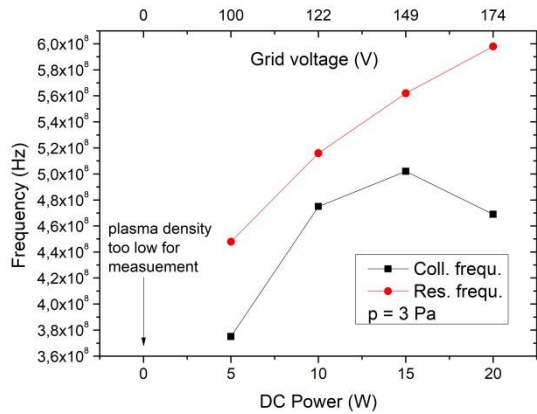 0 100 122 149 174
Grid voltage (V)
6,0x10⁸
5,8x10⁸
5,6x10⁸
5,4x10⁸
5,2x10⁸
5,0x10⁸
4,8x10⁸
4,6x10⁸
4,4x10⁸
4,2x10⁸
4,0x10⁸
3,8x10⁸
3,6x10⁸
Frequency (Hz)
plasma density
too low for
measuement
Coll. frequ.
Res. frequ.
p = 3 Pa
0 5 10 15 20
DC Power (W)